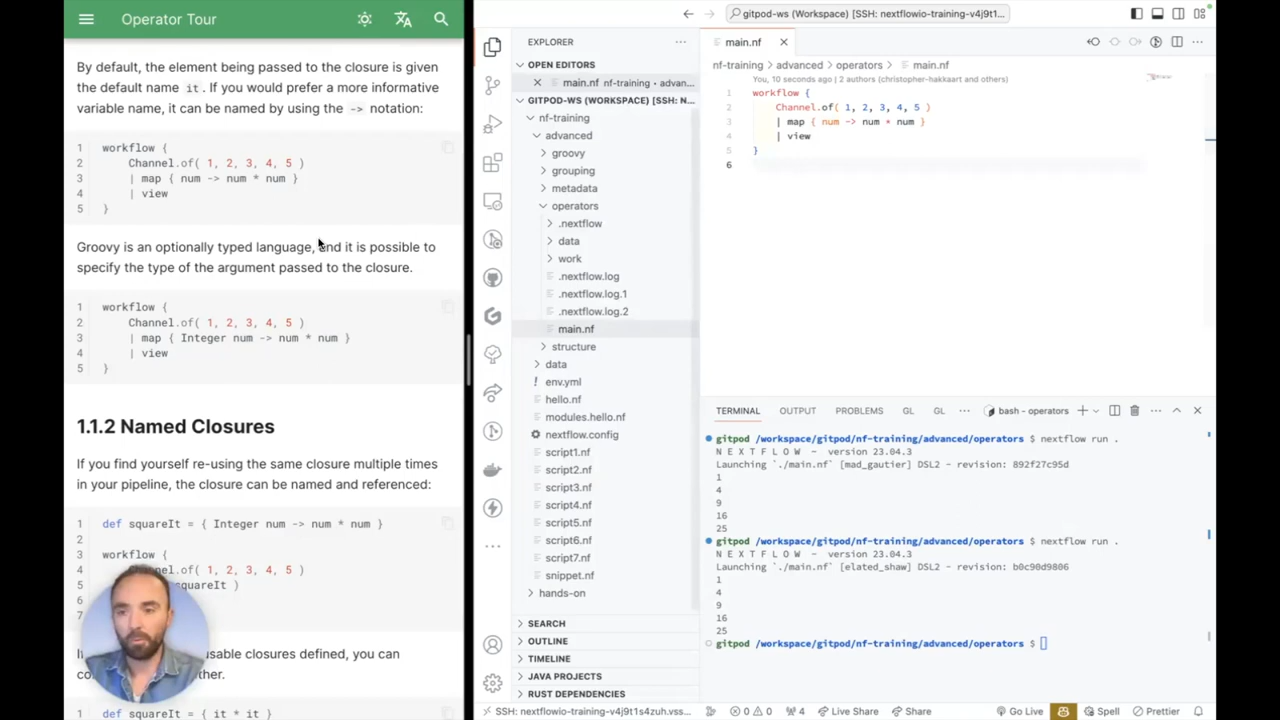 Operator Tour
By default, the element being passed to the closure is given
the default name it. If you would prefer a more informative
variable name, it can be named by using the -> notation:
1 workflow {
2 Channel.of( 1, 2, 3, 4, 5 )
3 | map { num -> num * num }
4 | view
5 }
Groovy is an optionally typed language, and it is possible to
specify the type of the argument passed to the closure.
1 workflow {
2 Channel.of( 1, 2, 3, 4, 5 )
3 | map { Integer num -> num * num }
4 | view
5 }
1.1.2 Named Closures
If you find yourself re-using the same closure multiple times
in your pipeline, the closure can be named and referenced:
1 def squareIt = { Integer num -> num * num }
2
3 workflow {
4 .of( 1, 2, 3, 4, 5 )
5 squareIt )
6
7
usable closures defined, you can
1 def squareIt = { it * it }
gitpod-ws (Workspace) [SSH: nextflowio-training-v4j9t1...
EXPLORER
OPEN EDITORS
main.nf nf-training • advan...
GITPOD-WS (WORKSPACE) [SSH: N...
nf-training
advanced
groovy
grouping
metadata
operators
.nextflow
data
work
.nextflow.log
.nextflow.log.1
.nextflow.log.2
main.nf
structure
data
env.yml
hello.nf
modules.hello.nf
nextflow.config
script1.nf
script2.nf
script3.nf
script4.nf
script5.nf
script6.nf
script7.nf
snippet.nf
hands-on
SEARCH
OUTLINE
TIMELINE
JAVA PROJECTS
RUST DEPENDENCIES
main.nf
nf-training > advanced > operators > main.nf
You, 10 seconds ago | 2 authors (christopher-hakkaart and others)
1 workflow {
2 Channel.of( 1, 2, 3, 4, 5 )
3 | map { num -> num * num }
4 | view
5 }
6
TERMINAL OUTPUT PROBLEMS GL GL ... bash - operators
gitpod /workspace/gitpod/nf-training/advanced/operators $ nextflow run .
N E X T F L O W ~ version 23.04.3
Launching `./main.nf` [mad_gautier] DSL2 - revision: 892f27c95d
1
4
9
16
25
gitpod /workspace/gitpod/nf-training/advanced/operators $ nextflow run .
N E X T F L O W ~ version 23.04.3
Launching `./main.nf` [elated_shaw] DSL2 - revision: b0c90d9806
1
4
9
16
25
gitpod /workspace/gitpod/nf-training/advanced/operators $
SSH: nextflowio-training-v4j9t1s4zuh.vss... 0 0 4 Live Share Share Go Live Spell Prettier